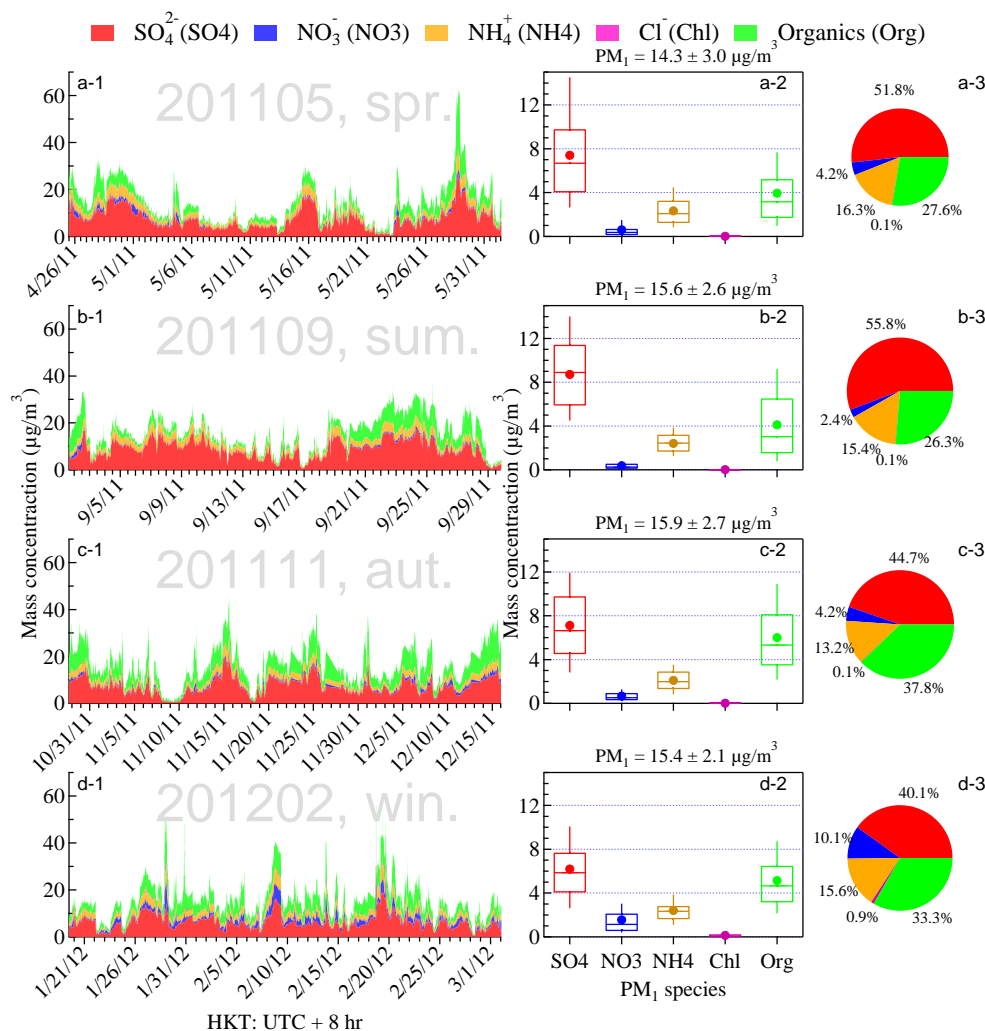 SO₄²⁻ (SO4) NO₃⁻ (NO3) NH₄⁺ (NH4) Cl⁻ (Chl) Organics (Org)
PM₁ = 14.3 ± 3.0 µg/m³
a-1
201105, spr.
60
40
20
0
4/26/11 5/1/11 5/6/11 5/11/11 5/16/11 5/21/11 5/26/11 5/31/11
a-2
12
8
4
0
a-3
51.8%
4.2%
16.3%
0.1%
27.6%
PM₁ = 15.6 ± 2.6 µg/m³
b-1
201109, sum.
60
40
20
0
9/5/11 9/9/11 9/13/11 9/17/11 9/21/11 9/25/11 9/29/11
b-2
12
8
4
0
b-3
55.8%
2.4%
15.4%
0.1%
26.3%
Mass concentration (µg/m³)
Mass concentration (µg/m³)
PM₁ = 15.9 ± 2.7 µg/m³
c-1
201111, aut.
60
40
20
0
10/31/11 11/5/11 11/10/11 11/15/11 11/20/11 11/25/11 11/30/11 12/5/11 12/10/11 12/15/11
c-2
12
8
4
0
c-3
44.7%
4.2%
13.2%
0.1%
37.8%
PM₁ = 15.4 ± 2.1 µg/m³
d-1
201202, win.
60
40
20
0
1/21/12 1/26/12 1/31/12 2/5/12 2/10/12 2/15/12 2/20/12 2/25/12 3/1/12
HKT: UTC + 8 hr
d-2
12
8
4
0
SO4 NO3 NH4 Chl Org
PM₁ species
d-3
40.1%
10.1%
15.6%
0.9%
33.3%